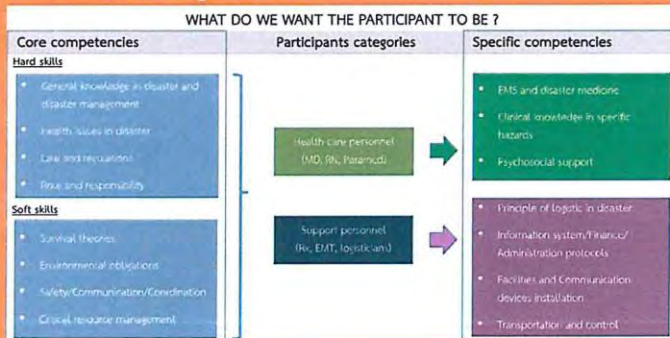 WHAT DO WE WANT THE PARTICIPANT TO BE ?
Core competencies
Participants categories
Specific competencies
Hard skills
• General knowledge in disaster and
disaster management
• Health issues in disaster
• Law and regulations
• Role and responsibility
Soft skills
• Survival theories
• Environmental obligations
• Safety/Communication/Coordination
• Critical resource management
Health care personnel
(MD, RN, Paramed)
Support personnel
(Rx, EMT, logisticians)
• EMS and disaster medicine
• Clinical knowledge in specific
hazards
• Psychosocial support
• Principle of logistic in disaster
• Information system/Finance/
Administration protocols
• Facilities and Communication
devices installation
• Transportation and control